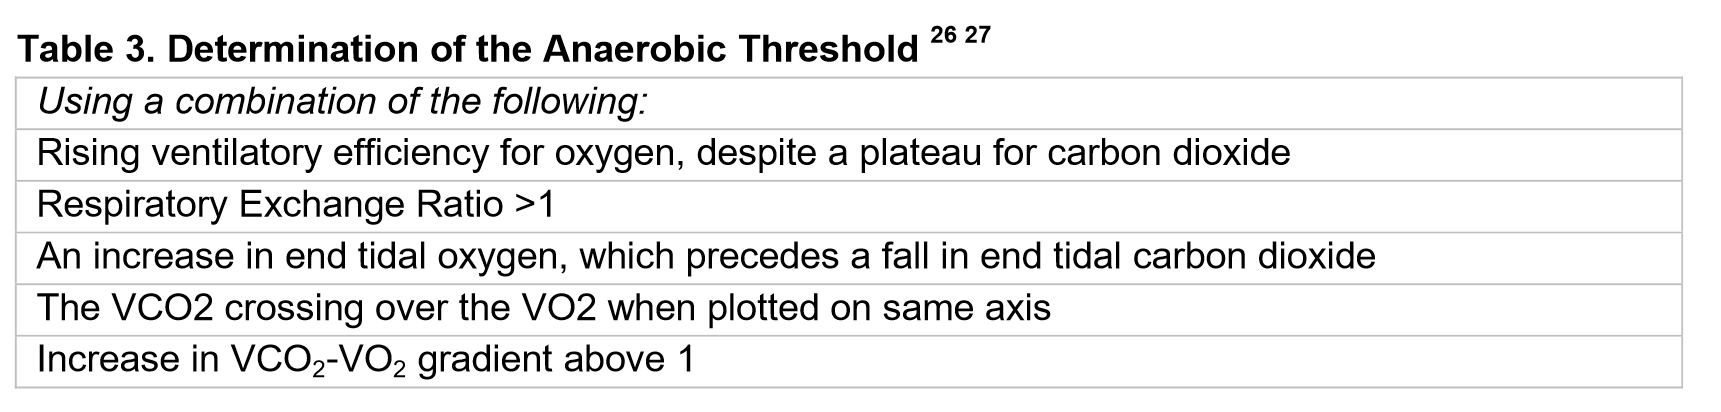 Table 3. Determination of the Anaerobic Threshold 26 27
Using a combination of the following:
Rising ventilatory efficiency for oxygen, despite a plateau for carbon dioxide
Respiratory Exchange Ratio >1
An increase in end tidal oxygen, which precedes a fall in end tidal carbon dioxide
The VCO2 crossing over the VO2 when plotted on same axis
Increase in VCO₂-VO₂ gradient above 1